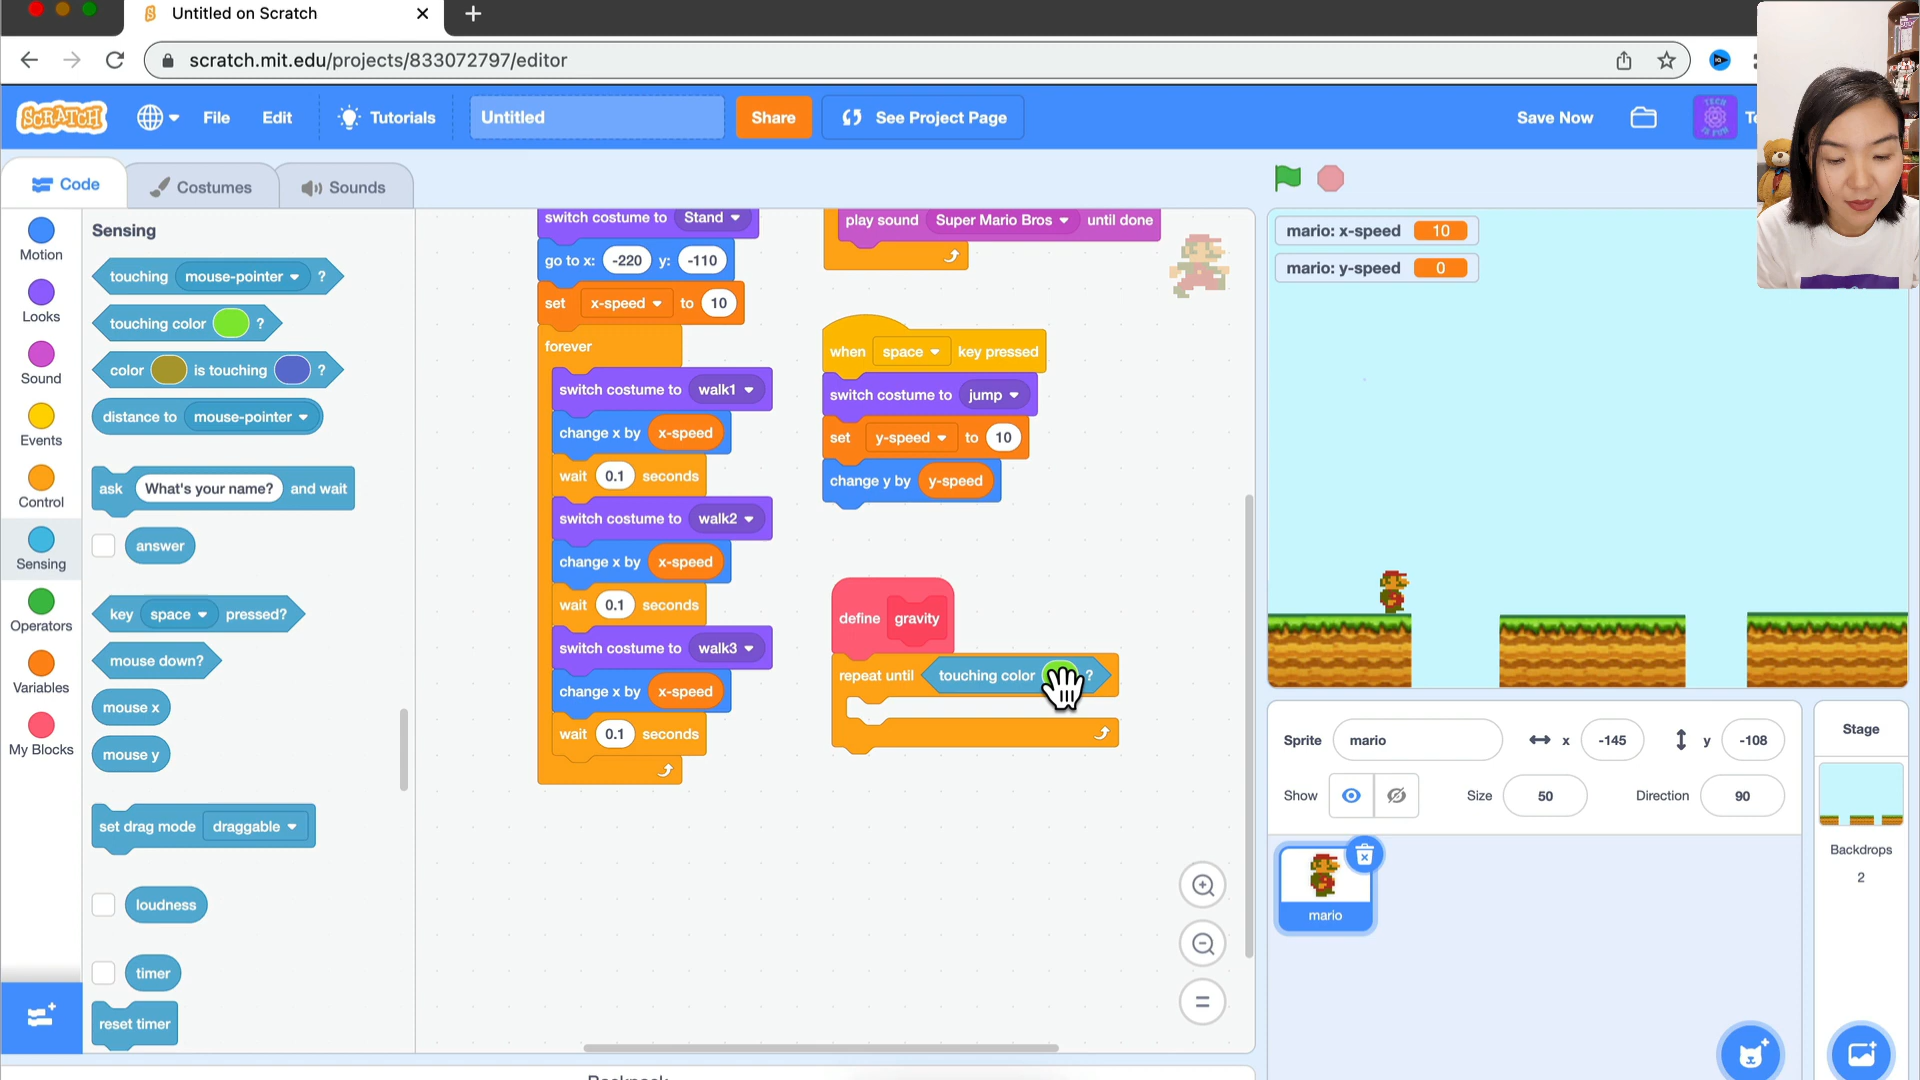 Untitled on Scratch
scratch.mit.edu/projects/833072797/editor
SCRATCH
File
Edit
Tutorials
Untitled
Share
See Project Page
Save Now
TECH IS FUN
Te
Code
Costumes
Sounds
Motion
Looks
Sound
Events
Control
Sensing
Operators
Variables
My Blocks
Sensing
touching mouse-pointer ?
touching color ?
color is touching ?
distance to mouse-pointer
ask What's your name? and wait
answer
key space pressed?
mouse down?
mouse x
mouse y
set drag mode draggable
loudness
timer
reset timer
switch costume to Stand
go to x: -220 y: -110
set x-speed to 10
forever
switch costume to walk1
change x by x-speed
wait 0.1 seconds
switch costume to walk2
change x by x-speed
wait 0.1 seconds
switch costume to walk3
change x by x-speed
wait 0.1 seconds
play sound Super Mario Bros until done
when space key pressed
switch costume to jump
set y-speed to 10
change y by y-speed
define gravity
repeat until touching color ?
mario: x-speed 10
mario: y-speed 0
Sprite mario x -145 y -108
Show Size 50 Direction 90
mario
Stage
Backdrops
2